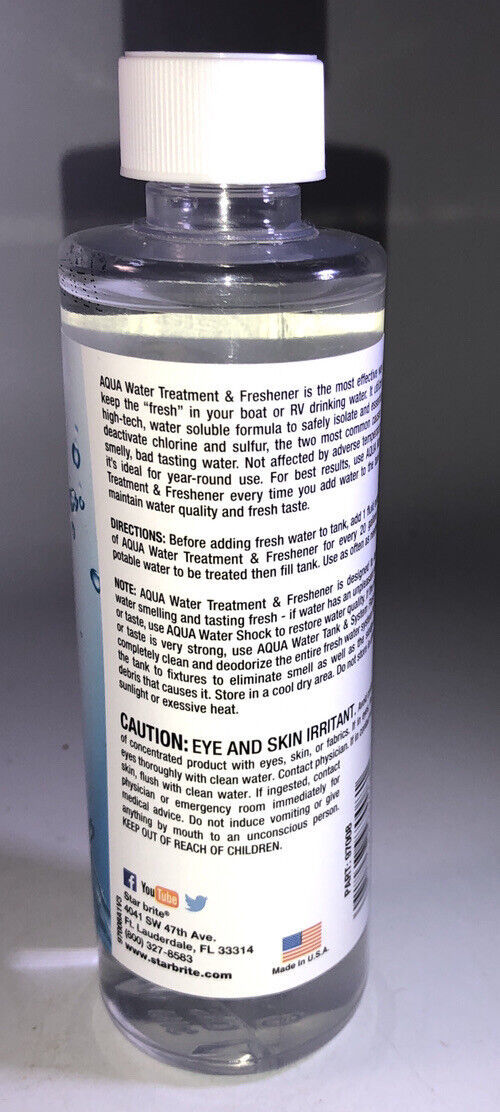 AQUA Water Treatment & Freshener is the most effective
keep the "fresh" in your boat or RV drinking water. It
high-tech, water soluble formula to safely isolate and
deactivate chlorine and sulfur, the two most common
smelly, bad tasting water. Not affected by adverse
it's ideal for year-round use. For best results, use AQUA
Treatment & Freshener every time you add water to the
maintain water quality and fresh taste.
DIRECTIONS: Before adding fresh water to tank, add 1
of AQUA Water Treatment & Freshener for every 20
potable water to be treated then fill tank. Use as often as
NOTE: AQUA Water Treatment & Freshener is designed
water smelling and tasting fresh - if water has an
or taste, use AQUA Water Shock to restore water quality. If
or taste is very strong, use AQUA Water Tank & System
completely clean and deodorize the entire fresh water
the tank to fixtures to eliminate smell as well as the
debris that causes it. Store in a cool dry area. Do not store
sunlight or exessive heat.
CAUTION: EYE AND SKIN IRRITANT.
of concentrated product with eyes, skin, or fabrics. If in
eyes thoroughly with clean water. Contact physician. If
skin, flush with clean water. If ingested, contact
physician or emergency room immediately for
medical advice. Do not induce vomiting or give
anything by mouth to an unconscious person.
KEEP OUT OF REACH OF CHILDREN.
PART: 97008
f YouTube
Star brite®
4041 SW 47th Ave.
Ft. Lauderdale, FL 33314
(800) 327-8583
www.starbrite.com
Made in U.S.A.